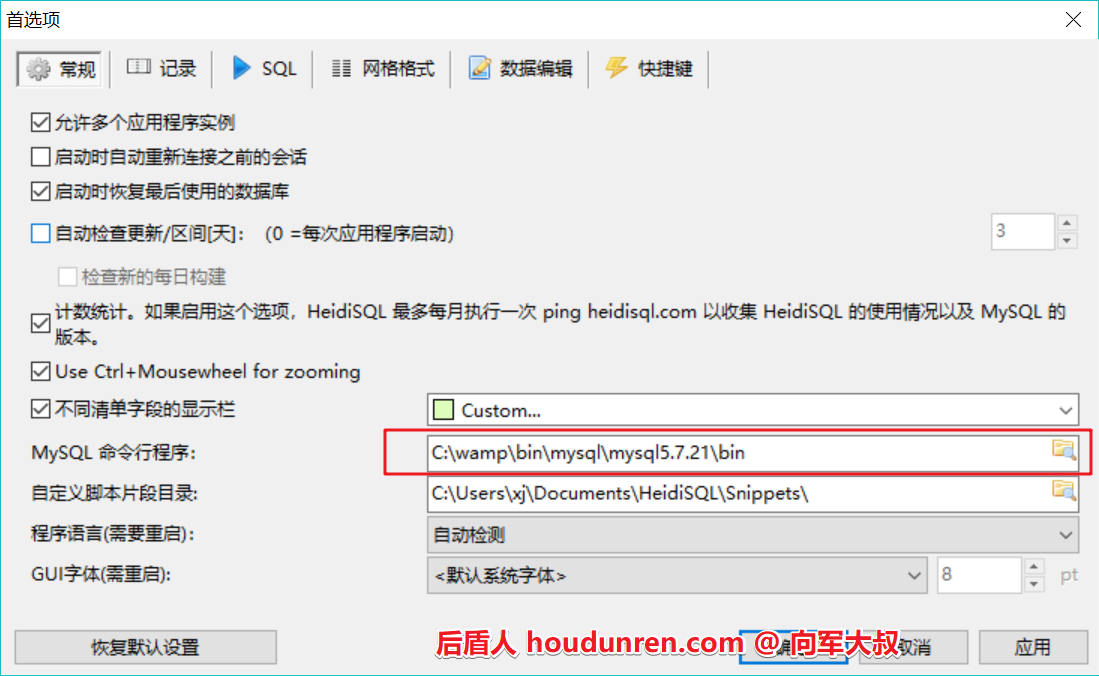 首选项
常规 记录 SQL 网格格式 数据编辑 快捷键
允许多个应用程序实例
启动时自动重新连接之前的会话
启动时恢复最后使用的数据库
自动检查更新/区间[天]: (0 =每次应用程序启动) 3
检查新的每日构建
计数统计。如果启用这个选项, HeidiSQL 最多每月执行一次 ping heidisql.com 以收集 HeidiSQL 的使用情况以及 MySQL 的
版本。
Use Ctrl+Mousewheel for zooming
不同清单字段的显示栏 Custom...
MySQL 命令行程序: C:\wamp\bin\mysql\mysql5.7.21\bin
自定义脚本片段目录: C:\Users\xj\Documents\HeidiSQL\Snippets\
程序语言(需要重启): 自动检测
GUI字体(需重启): <默认系统字体> 8 pt
恢复默认设置 后盾人 houdunren.com @ 向军大叔 取消 应用